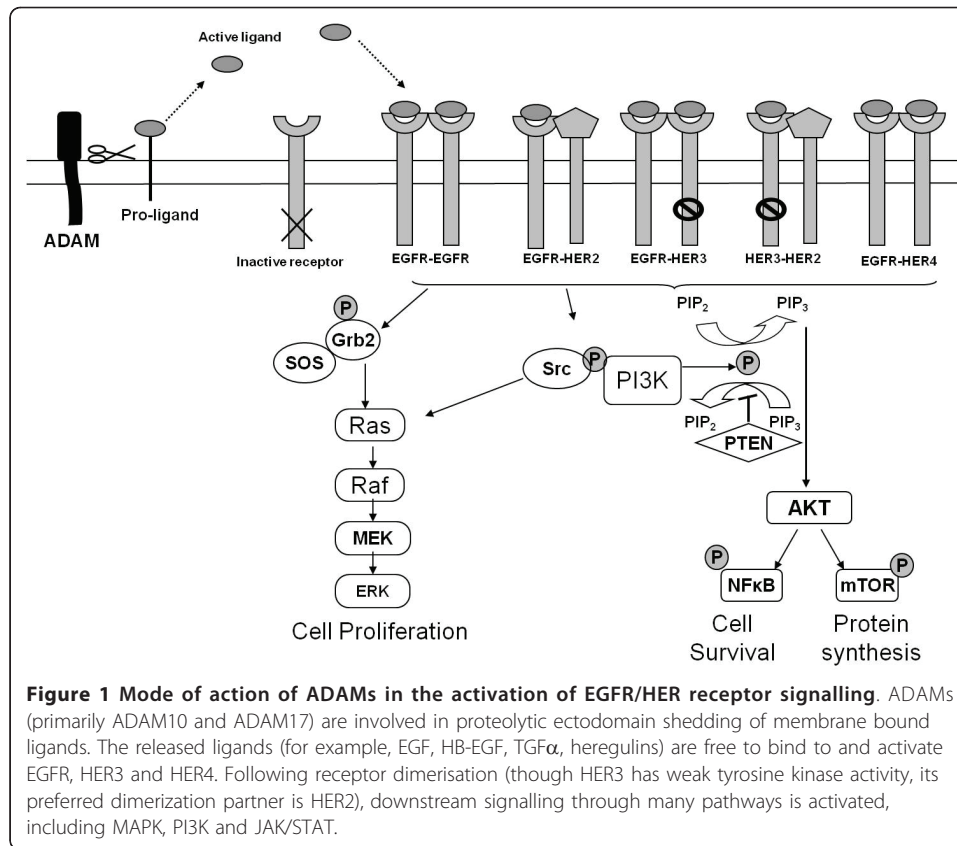 Active ligand
ADAM
Pro-ligand
Inactive receptor
EGFR-EGFR
EGFR-HER2
EGFR-HER3
HER3-HER2
EGFR-HER4
P
Grb2
SOS
Ras
Raf
MEK
ERK
Cell Proliferation
Src
P
PI3K
PIP2
PIP3
P
PIP2
PIP3
PTEN
AKT
P
NFκB
mTOR
P
Cell
Survival
Protein
synthesis
Figure 1 Mode of action of ADAMs in the activation of EGFR/HER receptor signalling. ADAMs
(primarily ADAM10 and ADAM17) are involved in proteolytic ectodomain shedding of membrane bound
ligands. The released ligands (for example, EGF, HB-EGF, TGFα, heregulins) are free to bind to and activate
EGFR, HER3 and HER4. Following receptor dimerisation (though HER3 has weak tyrosine kinase activity, its
preferred dimerization partner is HER2), downstream signalling through many pathways is activated,
including MAPK, PI3K and JAK/STAT.